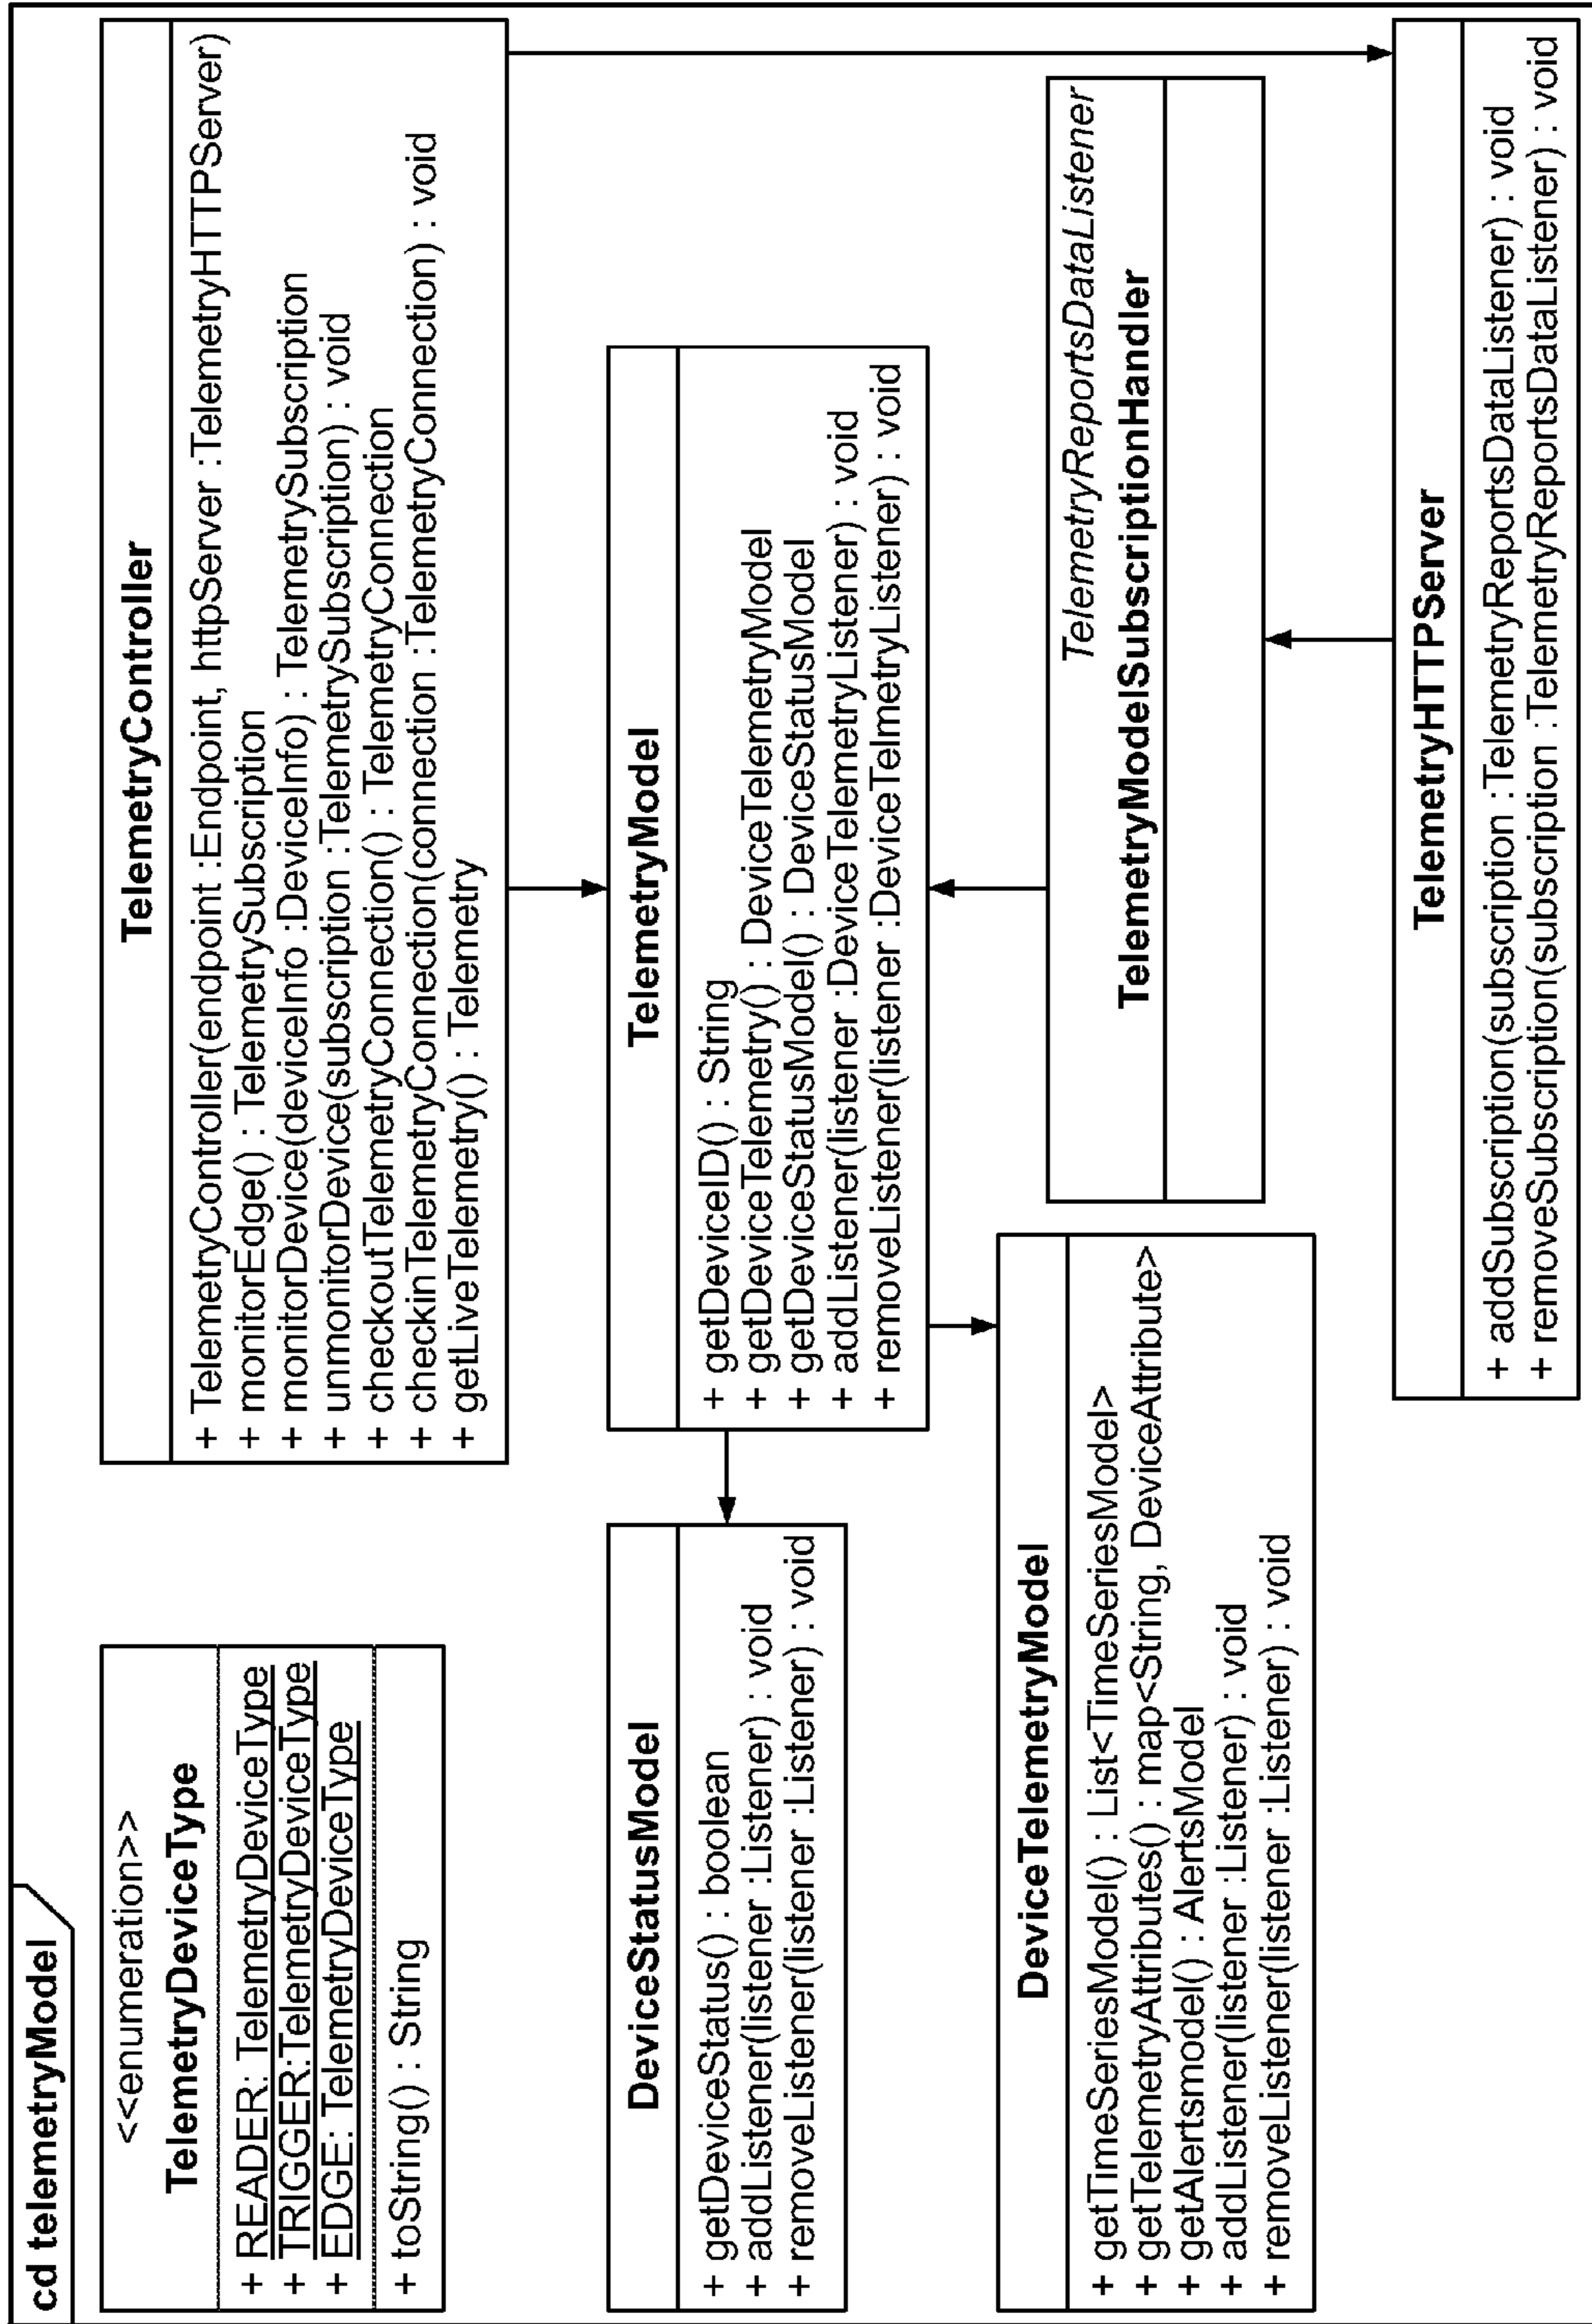 cd telemetryModel
<<enumeration>>
TelemetryDeviceType
+ READER: TelemetryDeviceType
+ TRIGGER:TelemetryDeviceType
+ EDGE: TelemetryDeviceType
+ toString() : String
TelemetryController
+ TelemetryController(endpoint :Endpoint, httpServer :TelemetryHTTPServer)
+ monitorEdge() : TelemetrySubscription
+ monitorDevice(deviceInfo :DeviceInfo) : TelemetrySubscription
+ unmonitorDevice(subscription :TelemetrySubscription) : void
+ checkoutTelemetryConnection() : TelemetryConnection
+ checkinTelemetryConnection(connection :TelemetryConnection) : void
+ getLiveTelemetry() : Telemetry
DeviceStatusModel
+ getDeviceStatus() : boolean
+ addListener(listener :Listener) : void
+ removeListener(listener :Listener) : void
TelemetryModel
+ getDeviceID() : String
+ getDeviceTelemetry() : DeviceTelemetryModel
+ getDeviceStatusModel() : DeviceStatusModel
+ addListener(listener :DeviceTelemetryListener) : void
+ removeListener(listener :DeviceTelmetryListener) : void
DeviceTelemetryModel
+ getTimeSeriesModel() : List<TimeSeriesModel>
+ getTelemetryAttributes() : map<String, DeviceAttribute>
+ getAlertsmodel() : AlertsModel
+ addListener(listener :Listener) : void
+ removeListener(listener :Listener) : void
TelemetryReportsDataListener
TelemetryModelSubscriptionHandler
TelemetryHTTPServer
+ addSubscription(subscription :TelemetryReportsDataListener) : void
+ removeSubscription(subscription :TelemetryReportsDataListener) : void